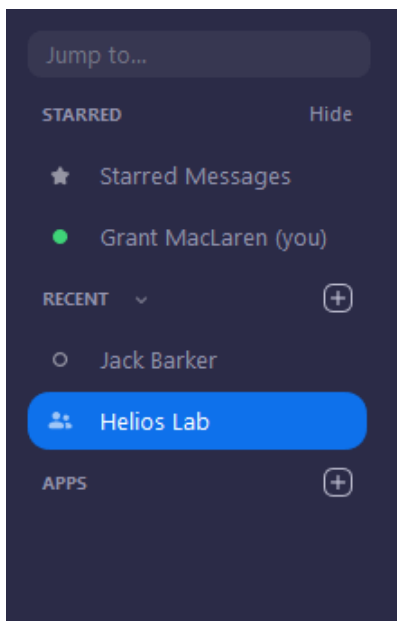 Jump to...
STARRED Hide
Starred Messages
Grant MacLaren (you)
RECENT
Jack Barker
Helios Lab
APPS